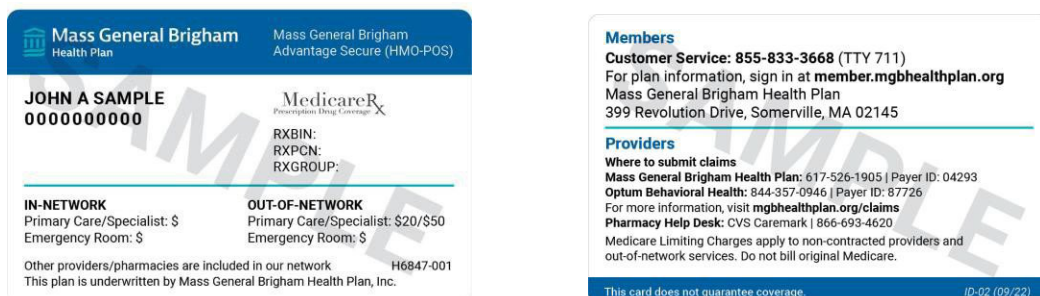 Mass General Brigham
Health Plan
Mass General Brigham
Advantage Secure (HMO-POS)
JOHN A SAMPLE
0000000000
MedicareRx
Prescription Drug Coverage
RXBIN:
RXPCN:
RXGROUP:
IN-NETWORK
Primary Care/Specialist: $
Emergency Room: $
OUT-OF-NETWORK
Primary Care/Specialist: $20/$50
Emergency Room: $
Other providers/pharmacies are included in our network H6847-001
This plan is underwritten by Mass General Brigham Health Plan, Inc.
SAMPLE
Members
Customer Service: 855-833-3668 (TTY 711)
For plan information, sign in at member.mgbhealthplan.org
Mass General Brigham Health Plan
399 Revolution Drive, Somerville, MA 02145
Providers
Where to submit claims
Mass General Brigham Health Plan: 617-526-1905 | Payer ID: 04293
Optum Behavioral Health: 844-357-0946 | Payer ID: 87726
For more information, visit mgbhealthplan.org/claims
Pharmacy Help Desk: CVS Caremark | 866-693-4620
Medicare Limiting Charges apply to non-contracted providers and
out-of-network services. Do not bill original Medicare.
This card does not guarantee coverage. ID-02 (09/22)
SAMPLE